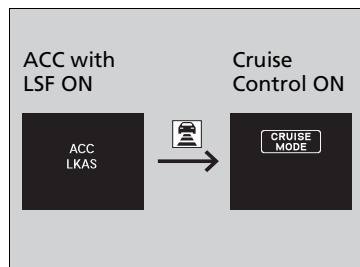 ACC with
LSF ON
Cruise
Control ON
ACC
LKAS
CRUISE
MODE